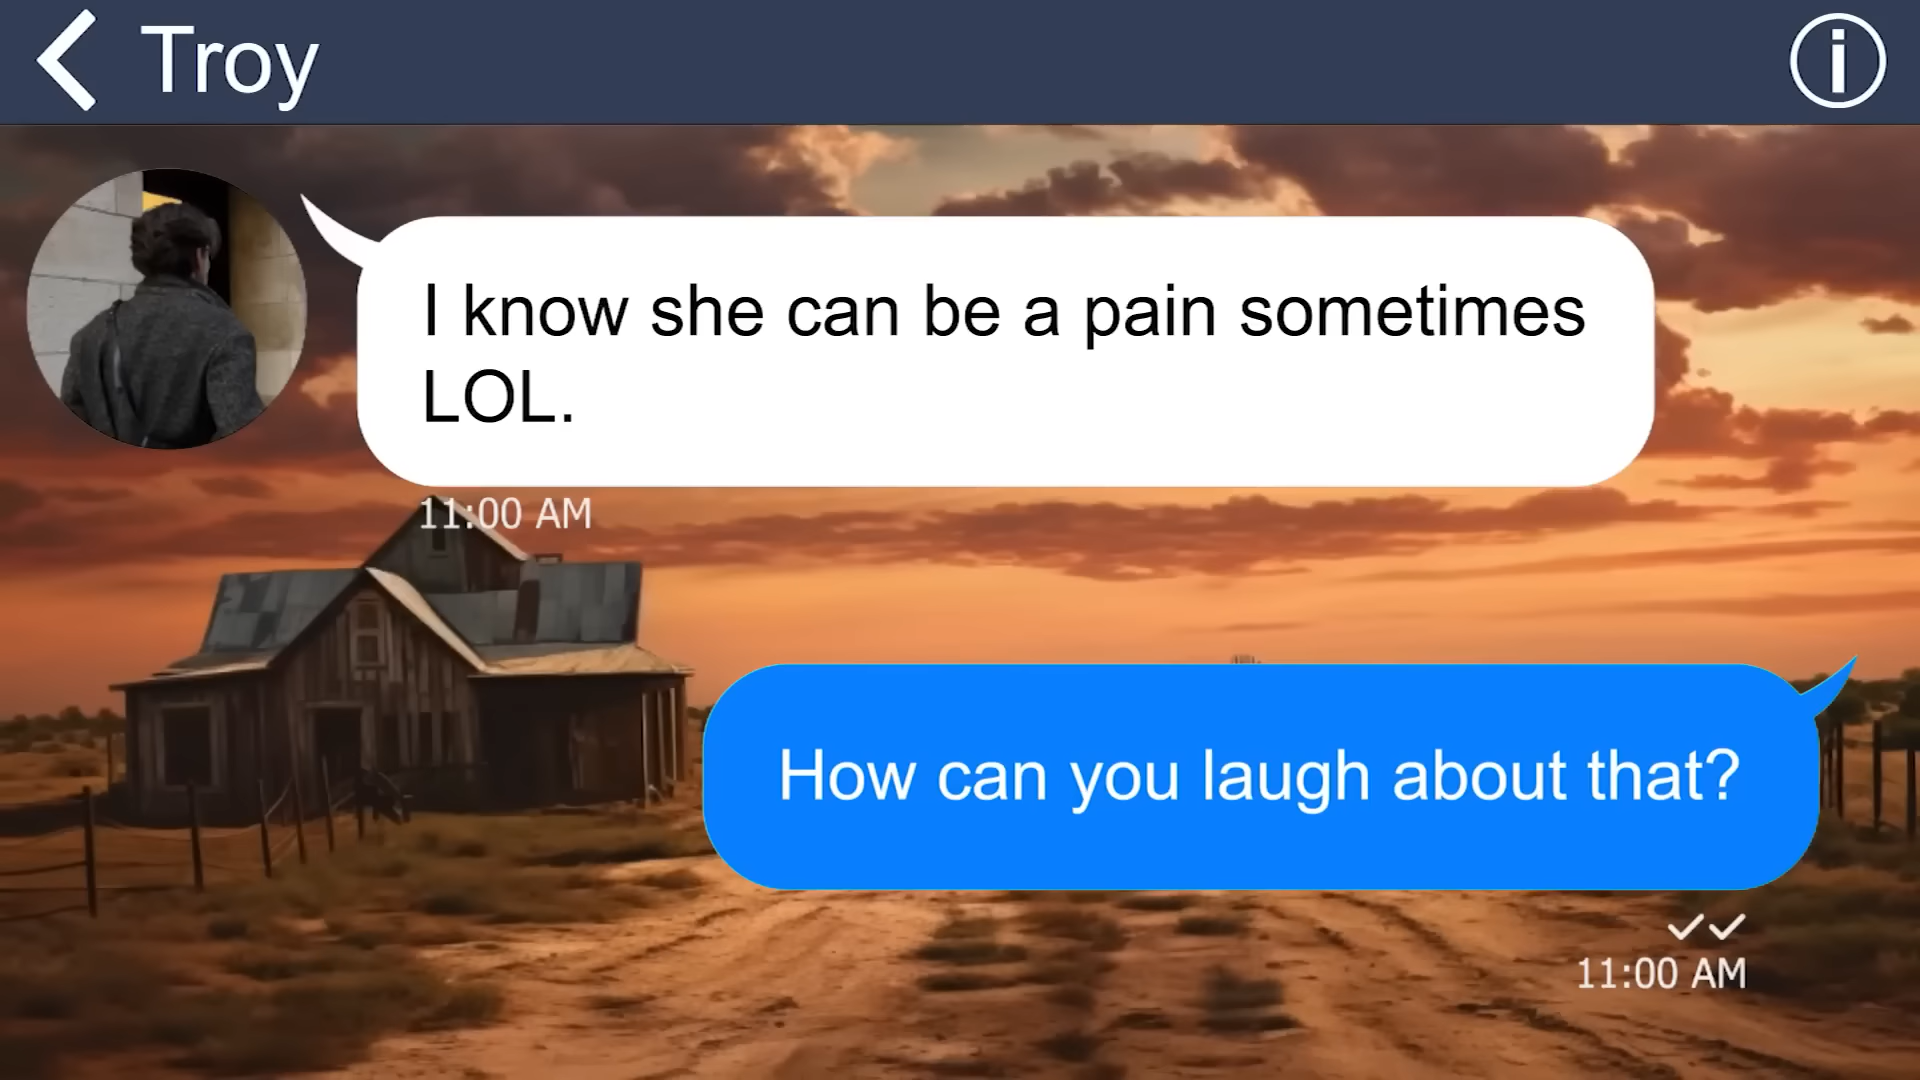 Troy
I know she can be a pain sometimes
LOL.
11:00 AM
How can you laugh about that?
11:00 AM